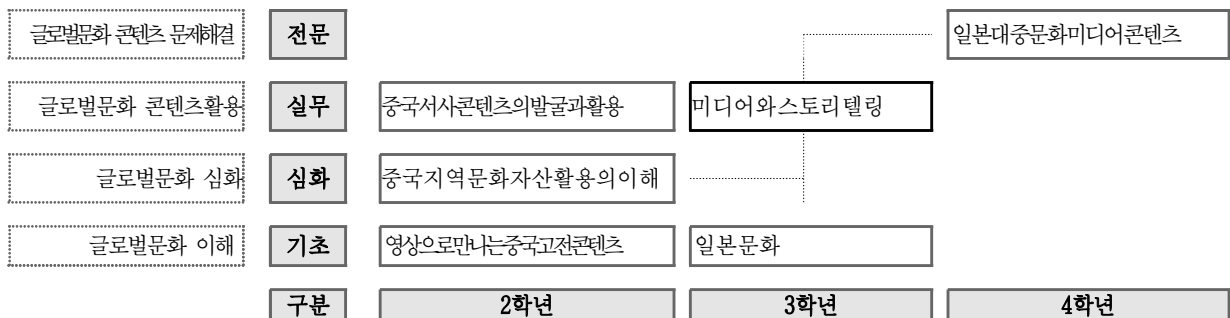 글로벌문화 콘텐츠 문제해결 전문 일본대중문화미디어콘텐츠
글로벌문화 콘텐츠활용 실무 중국서사콘텐츠의발굴과활용 미디어와스토리텔링
글로벌문화 심화 심화 중국지역문화자산활용의이해
글로벌문화 이해 기초 영상으로만나는중국고전콘텐츠 일본문화
구분 2학년 3학년 4학년